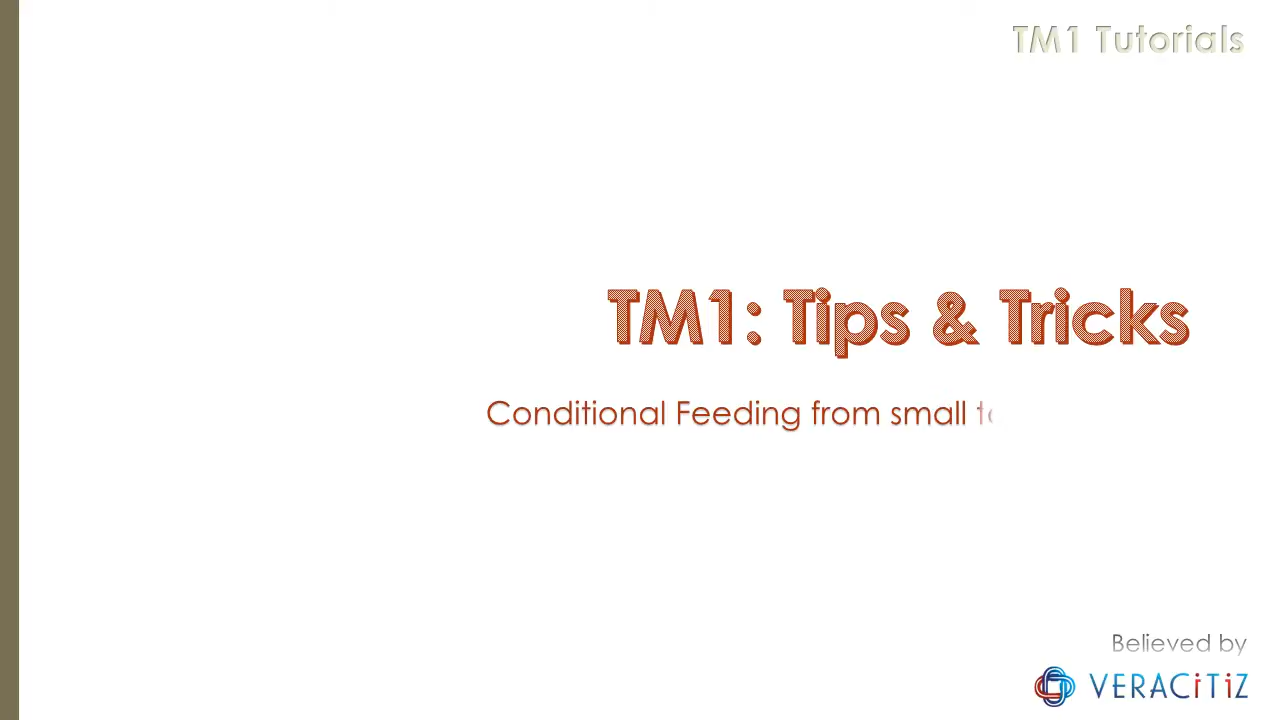 TM1 Tutorials
TM1: Tips & Tricks
Conditional Feeding from small
Believed by
VERACiTiZ